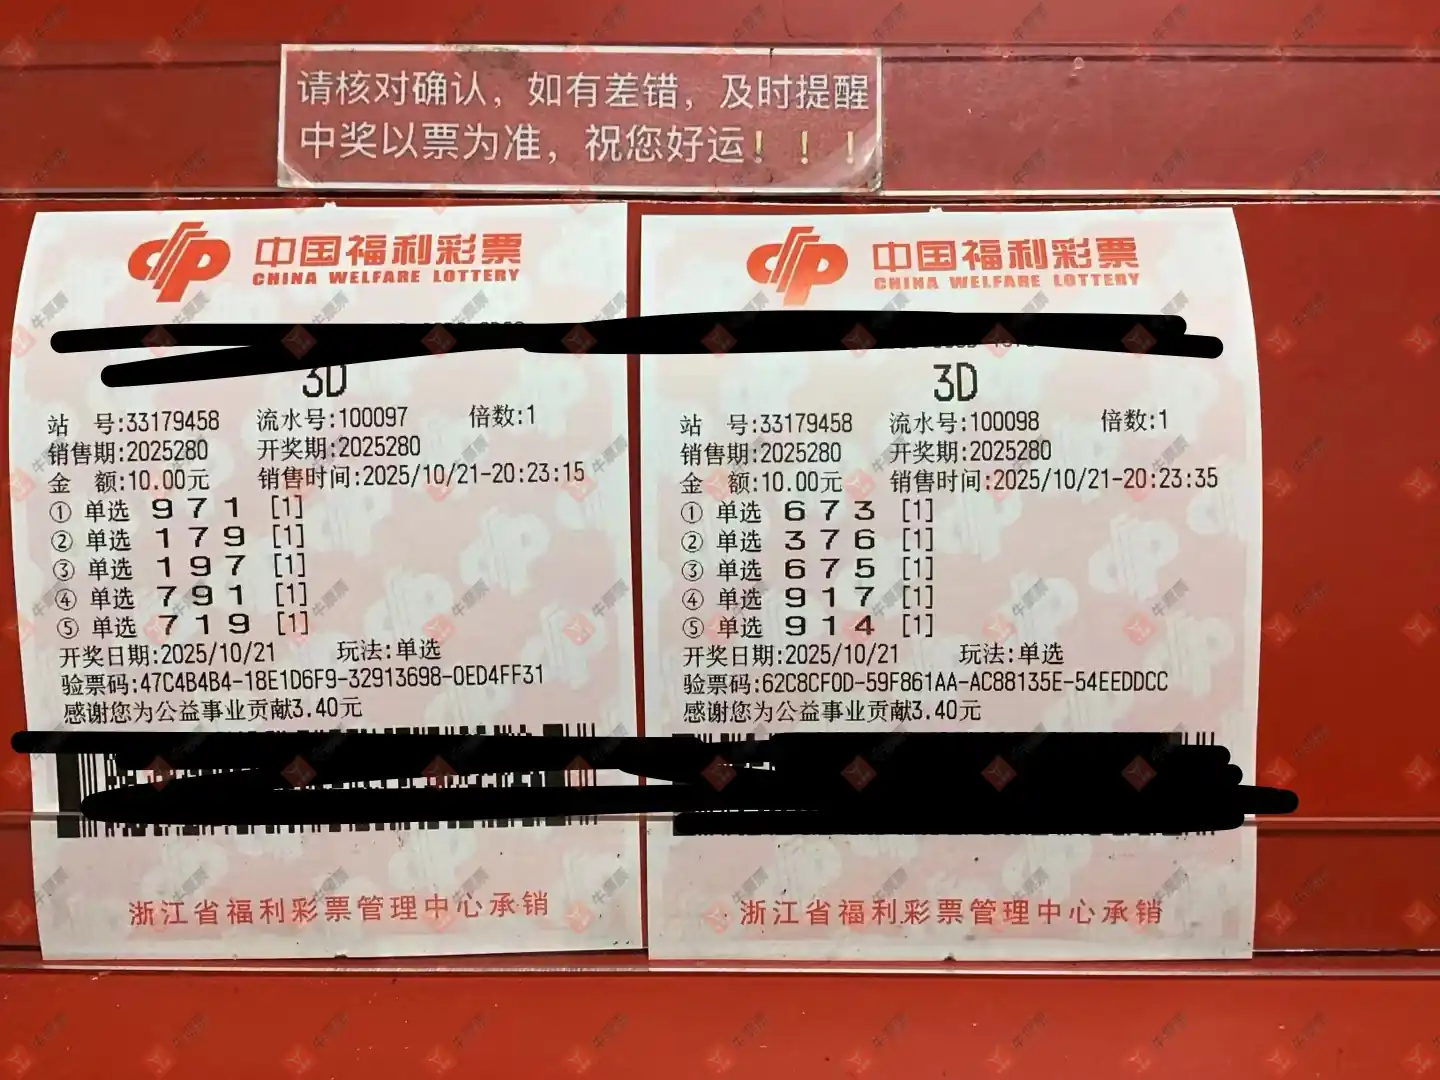 请核对确认，如有差错，及时提醒
中奖以票为准，祝您好运！！！
中国福利彩票
CHINA WELFARE LOTTERY
3D
站 号:33179458 流水号:100097 倍数:1
销售期:2025280 开奖期:2025280
金 额:10.00元 销售时间:2025/10/21-20:23:15
① 单选 9 7 1 [1]
② 单选 1 7 9 [1]
③ 单选 1 9 7 [1]
④ 单选 7 9 1 [1]
⑤ 单选 7 1 9 [1]
开奖日期:2025/10/21 玩法:单选
验票码:47C4B4B4-18E1D6F9-32913698-0ED4FF31
感谢您为公益事业贡献3.40元
浙江省福利彩票管理中心承销
中国福利彩票
CHINA WELFARE LOTTERY
3D
站 号:33179458 流水号:100098 倍数:1
销售期:2025280 开奖期:2025280
金 额:10.00元 销售时间:2025/10/21-20:23:35
① 单选 6 7 3 [1]
② 单选 3 7 6 [1]
③ 单选 6 7 5 [1]
④ 单选 9 1 7 [1]
⑤ 单选 9 1 4 [1]
开奖日期:2025/10/21 玩法:单选
验票码:62C8CF0D-59F861AA-AC88135E-54EEDDCC
感谢您为公益事业贡献3.40元
浙江省福利彩票管理中心承销